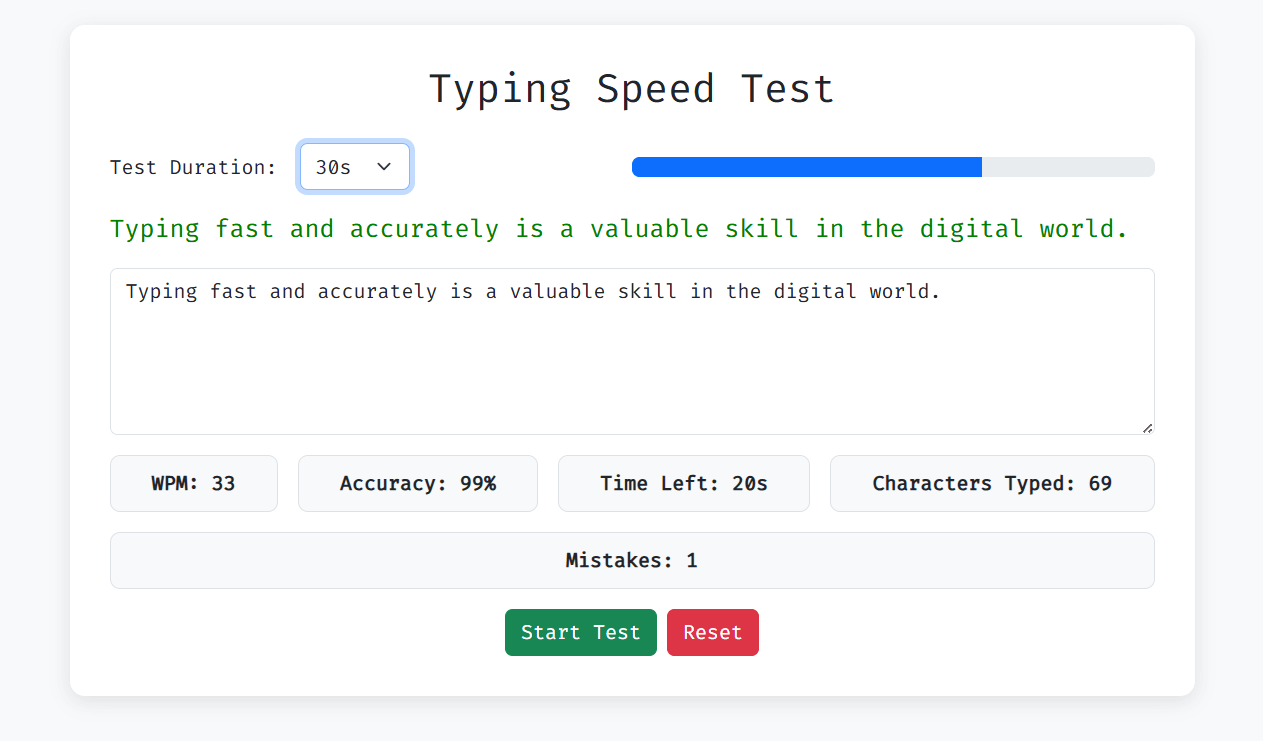 Typing Speed Test
Test Duration: 30s
Typing fast and accurately is a valuable skill in the digital world.
Typing fast and accurately is a valuable skill in the digital world.
WPM: 33 Accuracy: 99% Time Left: 20s Characters Typed: 69
Mistakes: 1
Start Test Reset